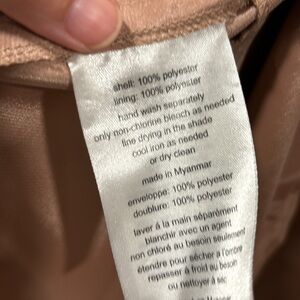 shell: 100% polyester
lining: 100% polyester
hand wash separately
only non-chlorine bleach as needed
line drying in the shade
cool iron as needed
or dry clean
made in Myanmar
enveloppe: 100% polyester
doublure: 100% polyester
laver à la main séparément
blanchir avec un agent
non chloré au besoin seulement
étendre pour sécher à l'ombre
repasser à froid au besoin
ou nettoyer à sec